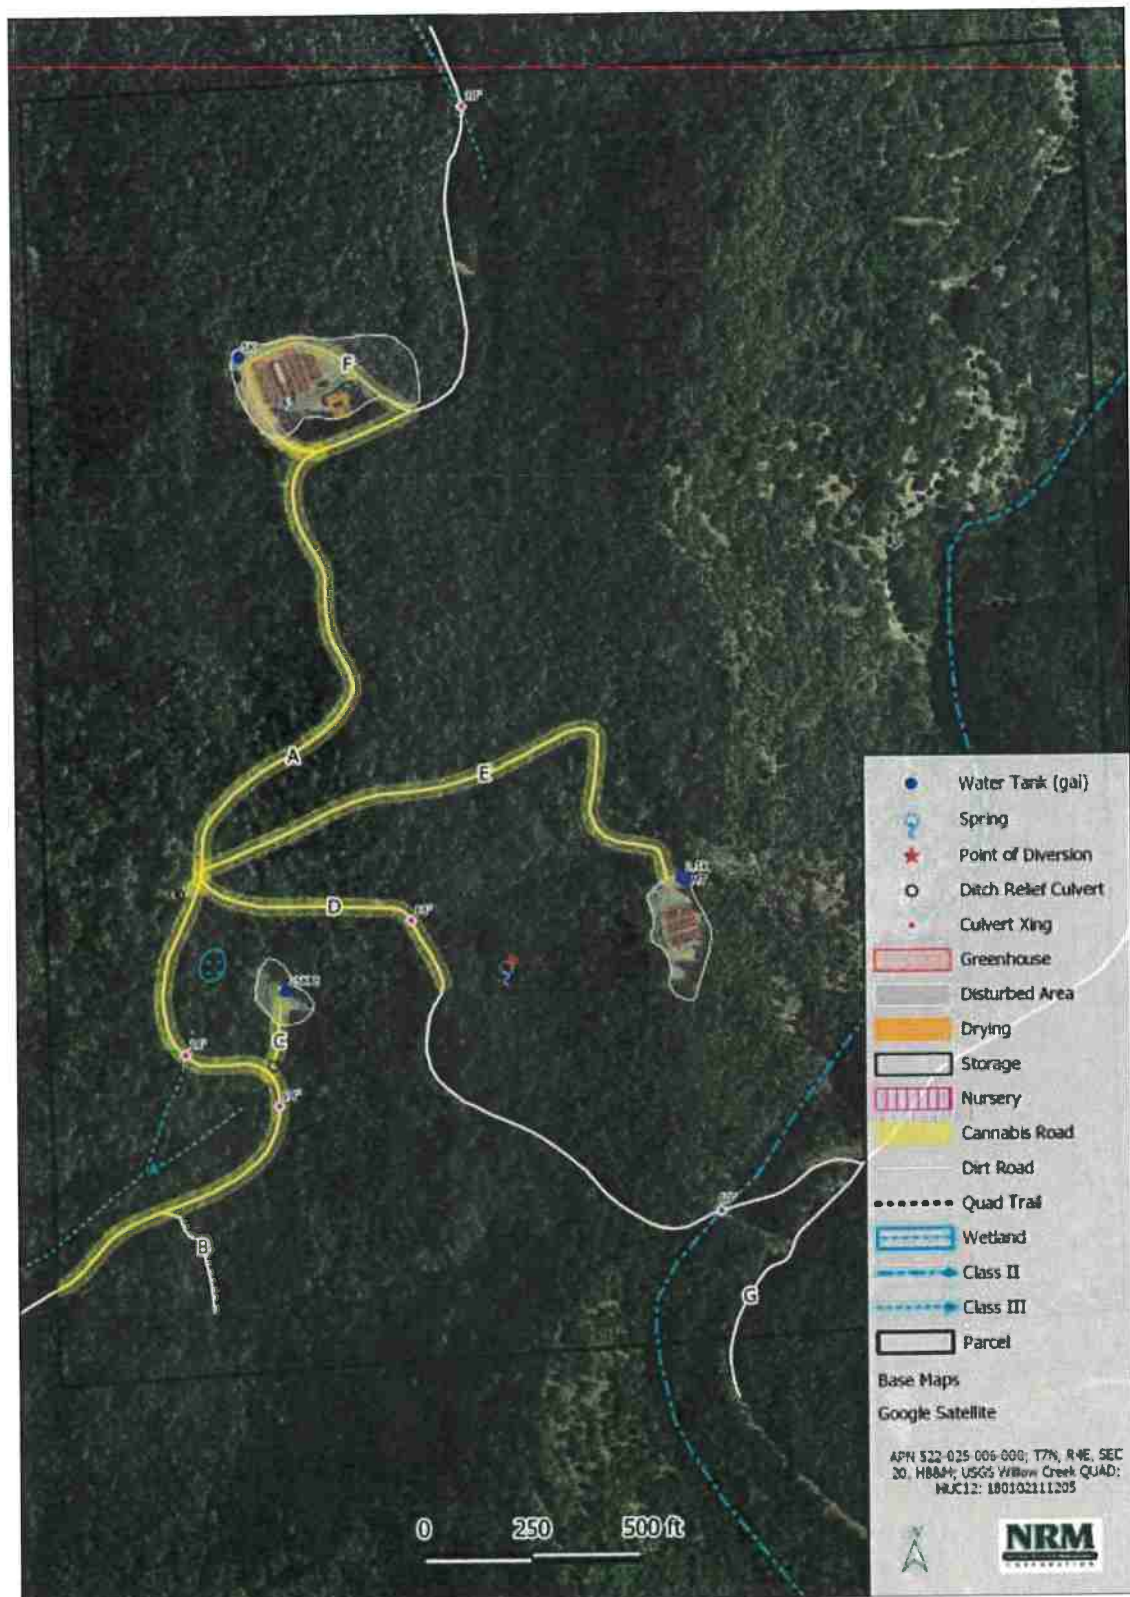 F
A
E
D
C
B
G
Water Tank (gal)
Spring
Point of Diversion
Ditch Relief Culvert
Culvert Xing
Greenhouse
Disturbed Area
Drying
Storage
Nursery
Cannabis Road
Dirt Road
Quad Trail
Wetland
Class II
Class III
Parcel
Base Maps
Google Satellite
APN 522-025-006-000; T7N, R4E, SEC
20, HB&M; USGS Willow Creek QUAD;
HUC12: 180102111205
0 250 500 ft
NRM
CORPORATION